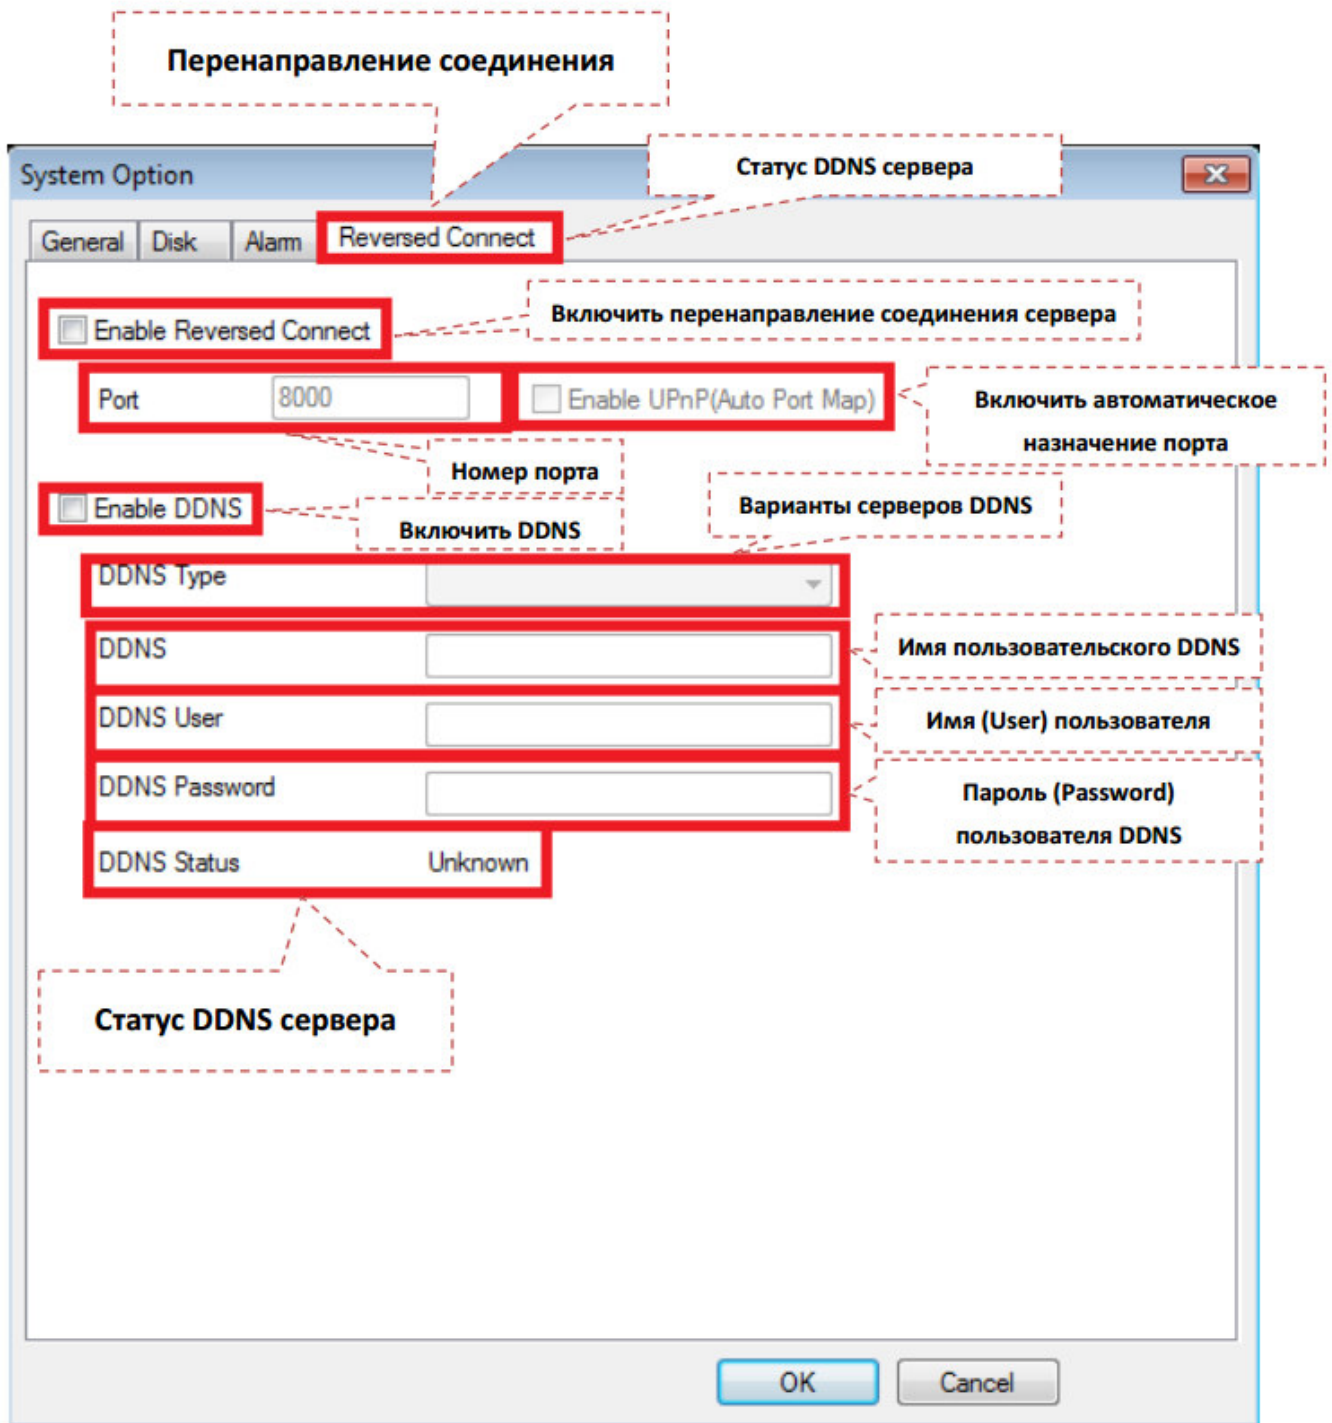 Перенаправление соединения
Статус DDNS сервера
System Option
General Disk Alarm Reversed Connect
Включить перенаправление соединения сервера
Enable Reversed Connect
Port 8000 Enable UPnP(Auto Port Map)
Включить автоматическое
назначение порта
Номер порта
Варианты серверов DDNS
Enable DDNS
Включить DDNS
DDNS Type
DDNS
Имя пользовательского DDNS
DDNS User
Имя (User) пользователя
DDNS Password
Пароль (Password)
пользователя DDNS
DDNS Status Unknown
Статус DDNS сервера
OK Cancel